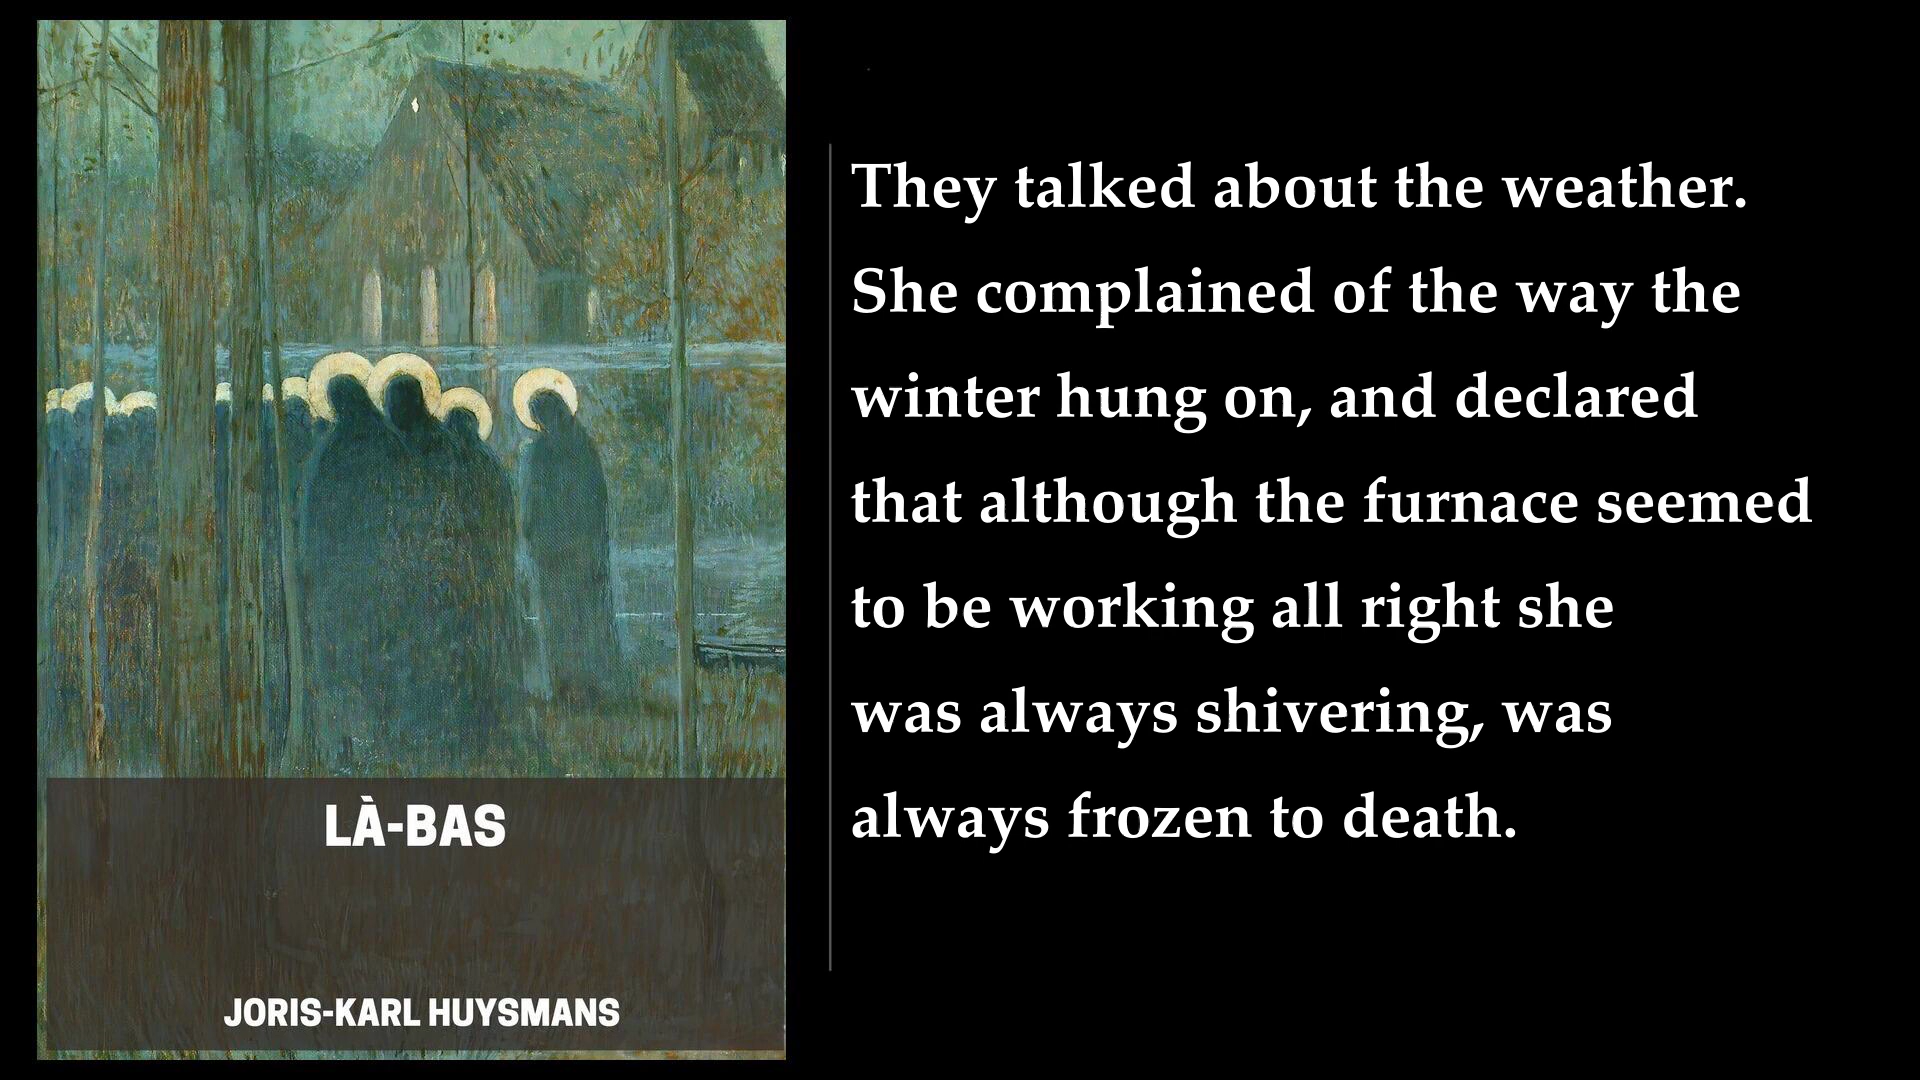 LÀ-BAS
JORIS-KARL HUYSMANS
They talked about the weather.
She complained of the way the
winter hung on, and declared
that although the furnace seemed
to be working all right she
was always shivering, was
always frozen to death.